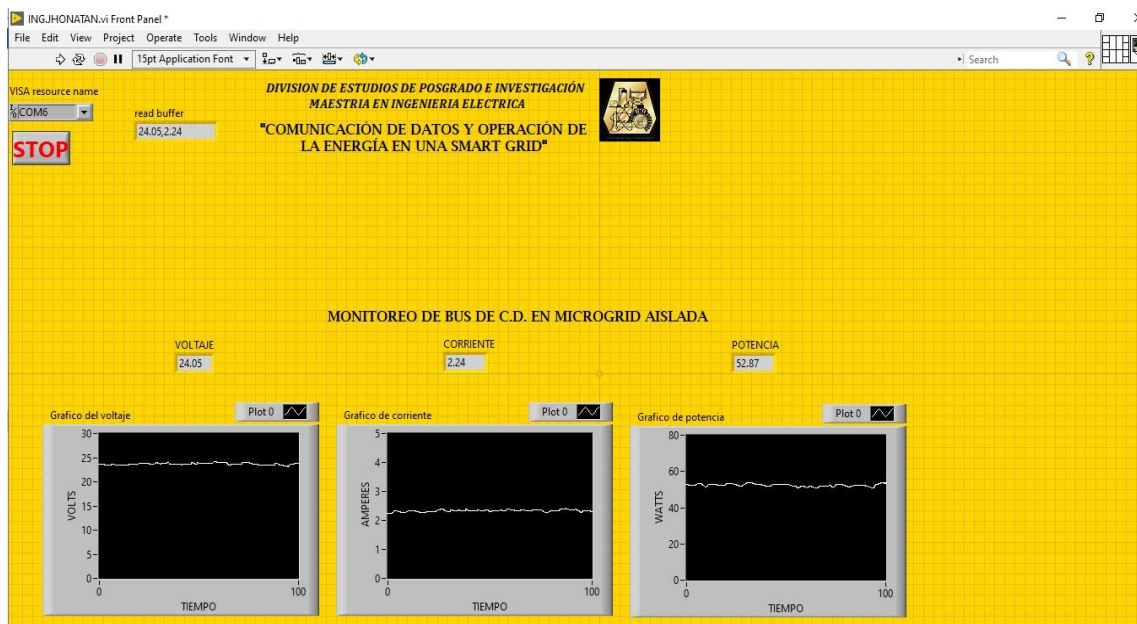 INGJHONATAN.vi Front Panel *
File Edit View Project Operate Tools Window Help
15pt Application Font
Search
VISA resource name
COM6
STOP
read buffer
24.05,2.24
DIVISION DE ESTUDIOS DE POSGRADO E INVESTIGACIÓN
MAESTRIA EN INGENIERIA ELECTRICA
"COMUNICACIÓN DE DATOS Y OPERACIÓN DE
LA ENERGÍA EN UNA SMART GRID"
MONITOREO DE BUS DE C.D. EN MICROGRID AISLADA
VOLTAJE
24.05
CORRIENTE
2.24
POTENCIA
52.87
Grafico del voltaje
Plot 0
30
25
20
15
10
5
0
VOLTS
0 100
TIEMPO
Grafico de corriente
Plot 0
5
4
3
2
1
0
AMPERES
0 100
TIEMPO
Grafico de potencia
Plot 0
80
60
40
20
0
WATTS
0 100
TIEMPO